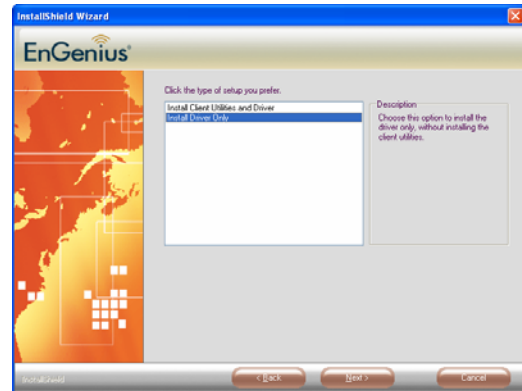 InstallShield Wizard
EnGenius®
Click the type of setup you prefer.
Install Client Utilities and Driver
Install Driver Only
Description
Choose this option to install the
driver only, without installing the
client utilities.
InstallShield
< Back
Next >
Cancel